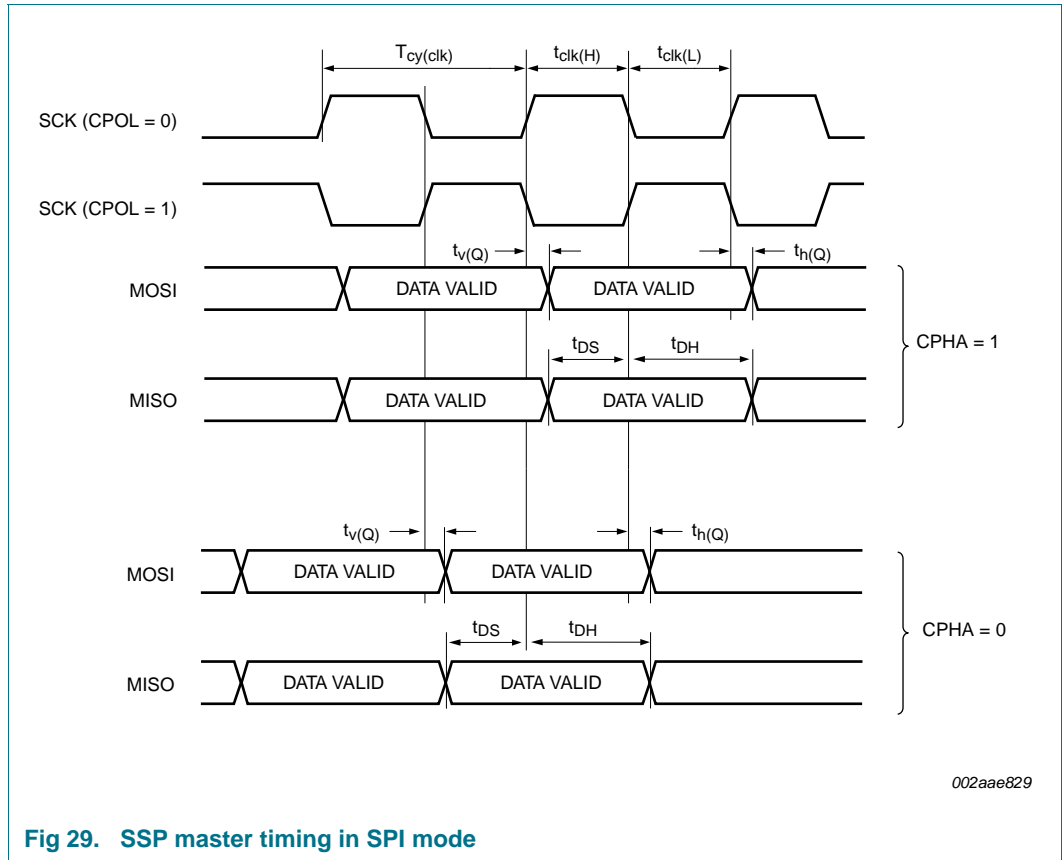 Tcy(clk) tclk(H) tclk(L)
SCK (CPOL = 0)
SCK (CPOL = 1)
tv(Q) th(Q)
MOSI DATA VALID DATA VALID
CPHA = 1
tDS tDH
MISO DATA VALID DATA VALID
tv(Q) th(Q)
MOSI DATA VALID DATA VALID
CPHA = 0
tDS tDH
MISO DATA VALID DATA VALID
002aae829
Fig 29. SSP master timing in SPI mode